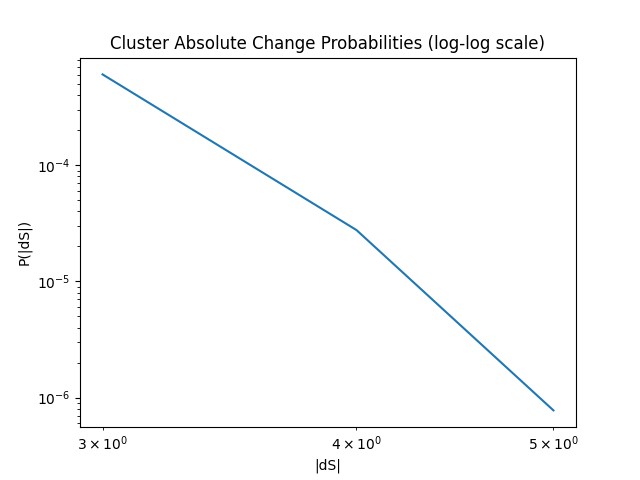 Cluster Absolute Change Probabilities (log-log scale)
P(|dS|)
10⁻⁴
10⁻⁵
10⁻⁶
3 × 10⁰
4 × 10⁰
5 × 10⁰
|dS|